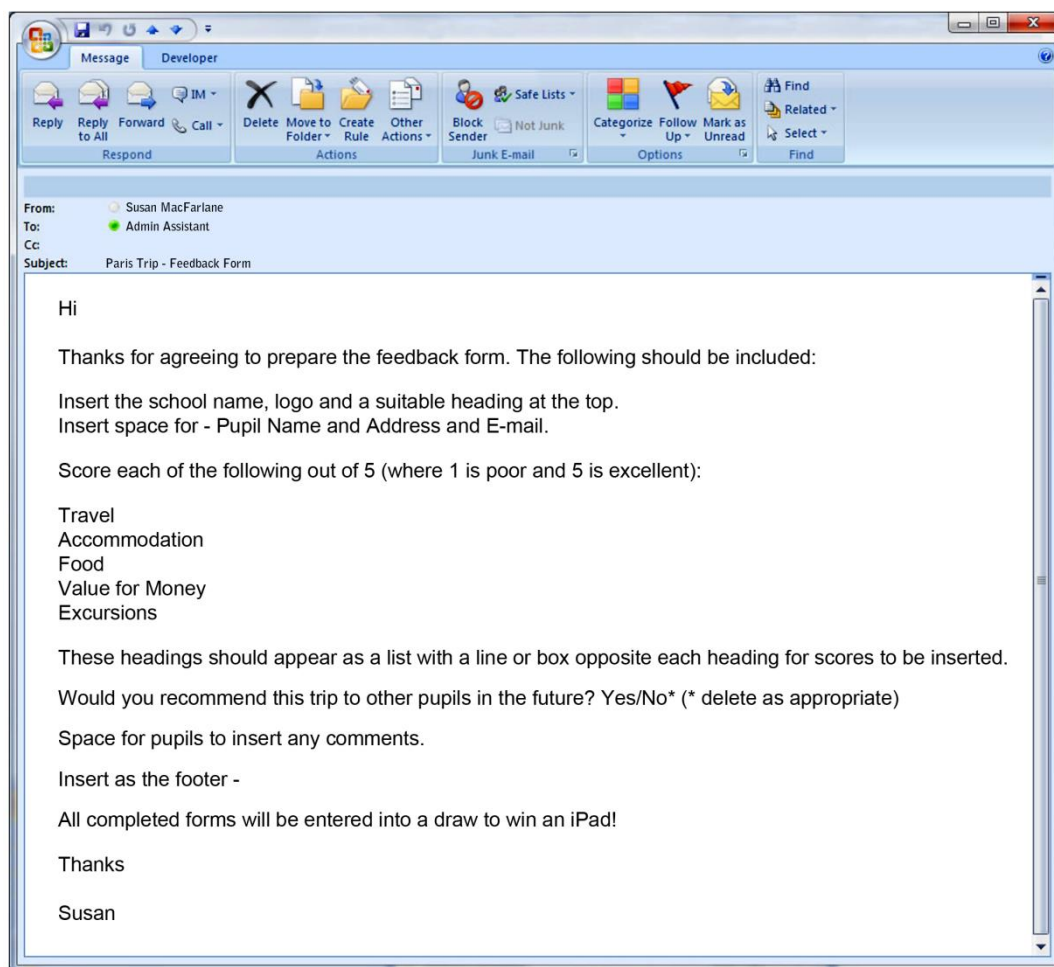 Message Developer
Reply Reply to All Forward IM Call Delete Move to Folder Create Rule Other Actions Block Sender Safe Lists Not Junk Categorize Follow Up Mark as Unread Find Related Select
Respond Actions Junk E-mail Options Find
From: Susan MacFarlane
To: Admin Assistant
Cc:
Subject: Paris Trip - Feedback Form
Hi
Thanks for agreeing to prepare the feedback form. The following should be included:
Insert the school name, logo and a suitable heading at the top.
Insert space for - Pupil Name and Address and E-mail.
Score each of the following out of 5 (where 1 is poor and 5 is excellent):
Travel
Accommodation
Food
Value for Money
Excursions
These headings should appear as a list with a line or box opposite each heading for scores to be inserted.
Would you recommend this trip to other pupils in the future? Yes/No* (* delete as appropriate)
Space for pupils to insert any comments.
Insert as the footer -
All completed forms will be entered into a draw to win an iPad!
Thanks
Susan